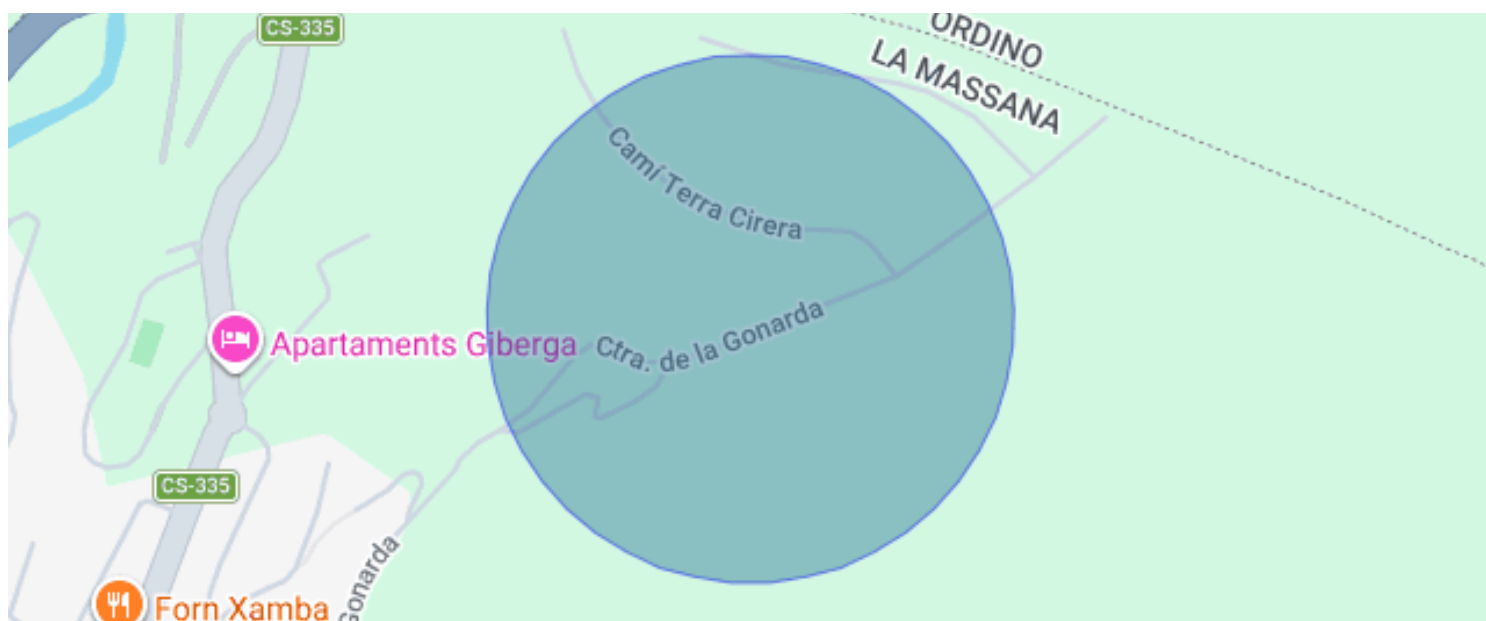 CS-335
ORDINO
LA MASSANA
Camí Terra Cirera
Ctra. de la Gonarda
Apartaments Giberga
CS-335
Gonarda
Forn Xamba